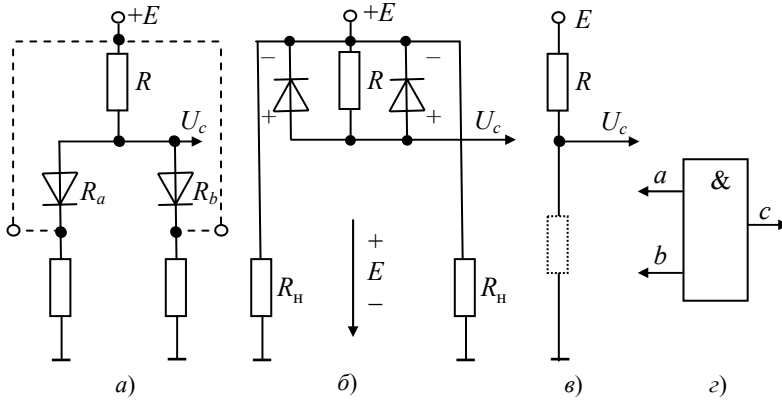 +E
R
U_c
R_a
R_b
а)
+E
– –
R
+ +
U_c
+
E
–
R_н
R_н
б)
E
R
U_c
в)
a
&
c
b
г)